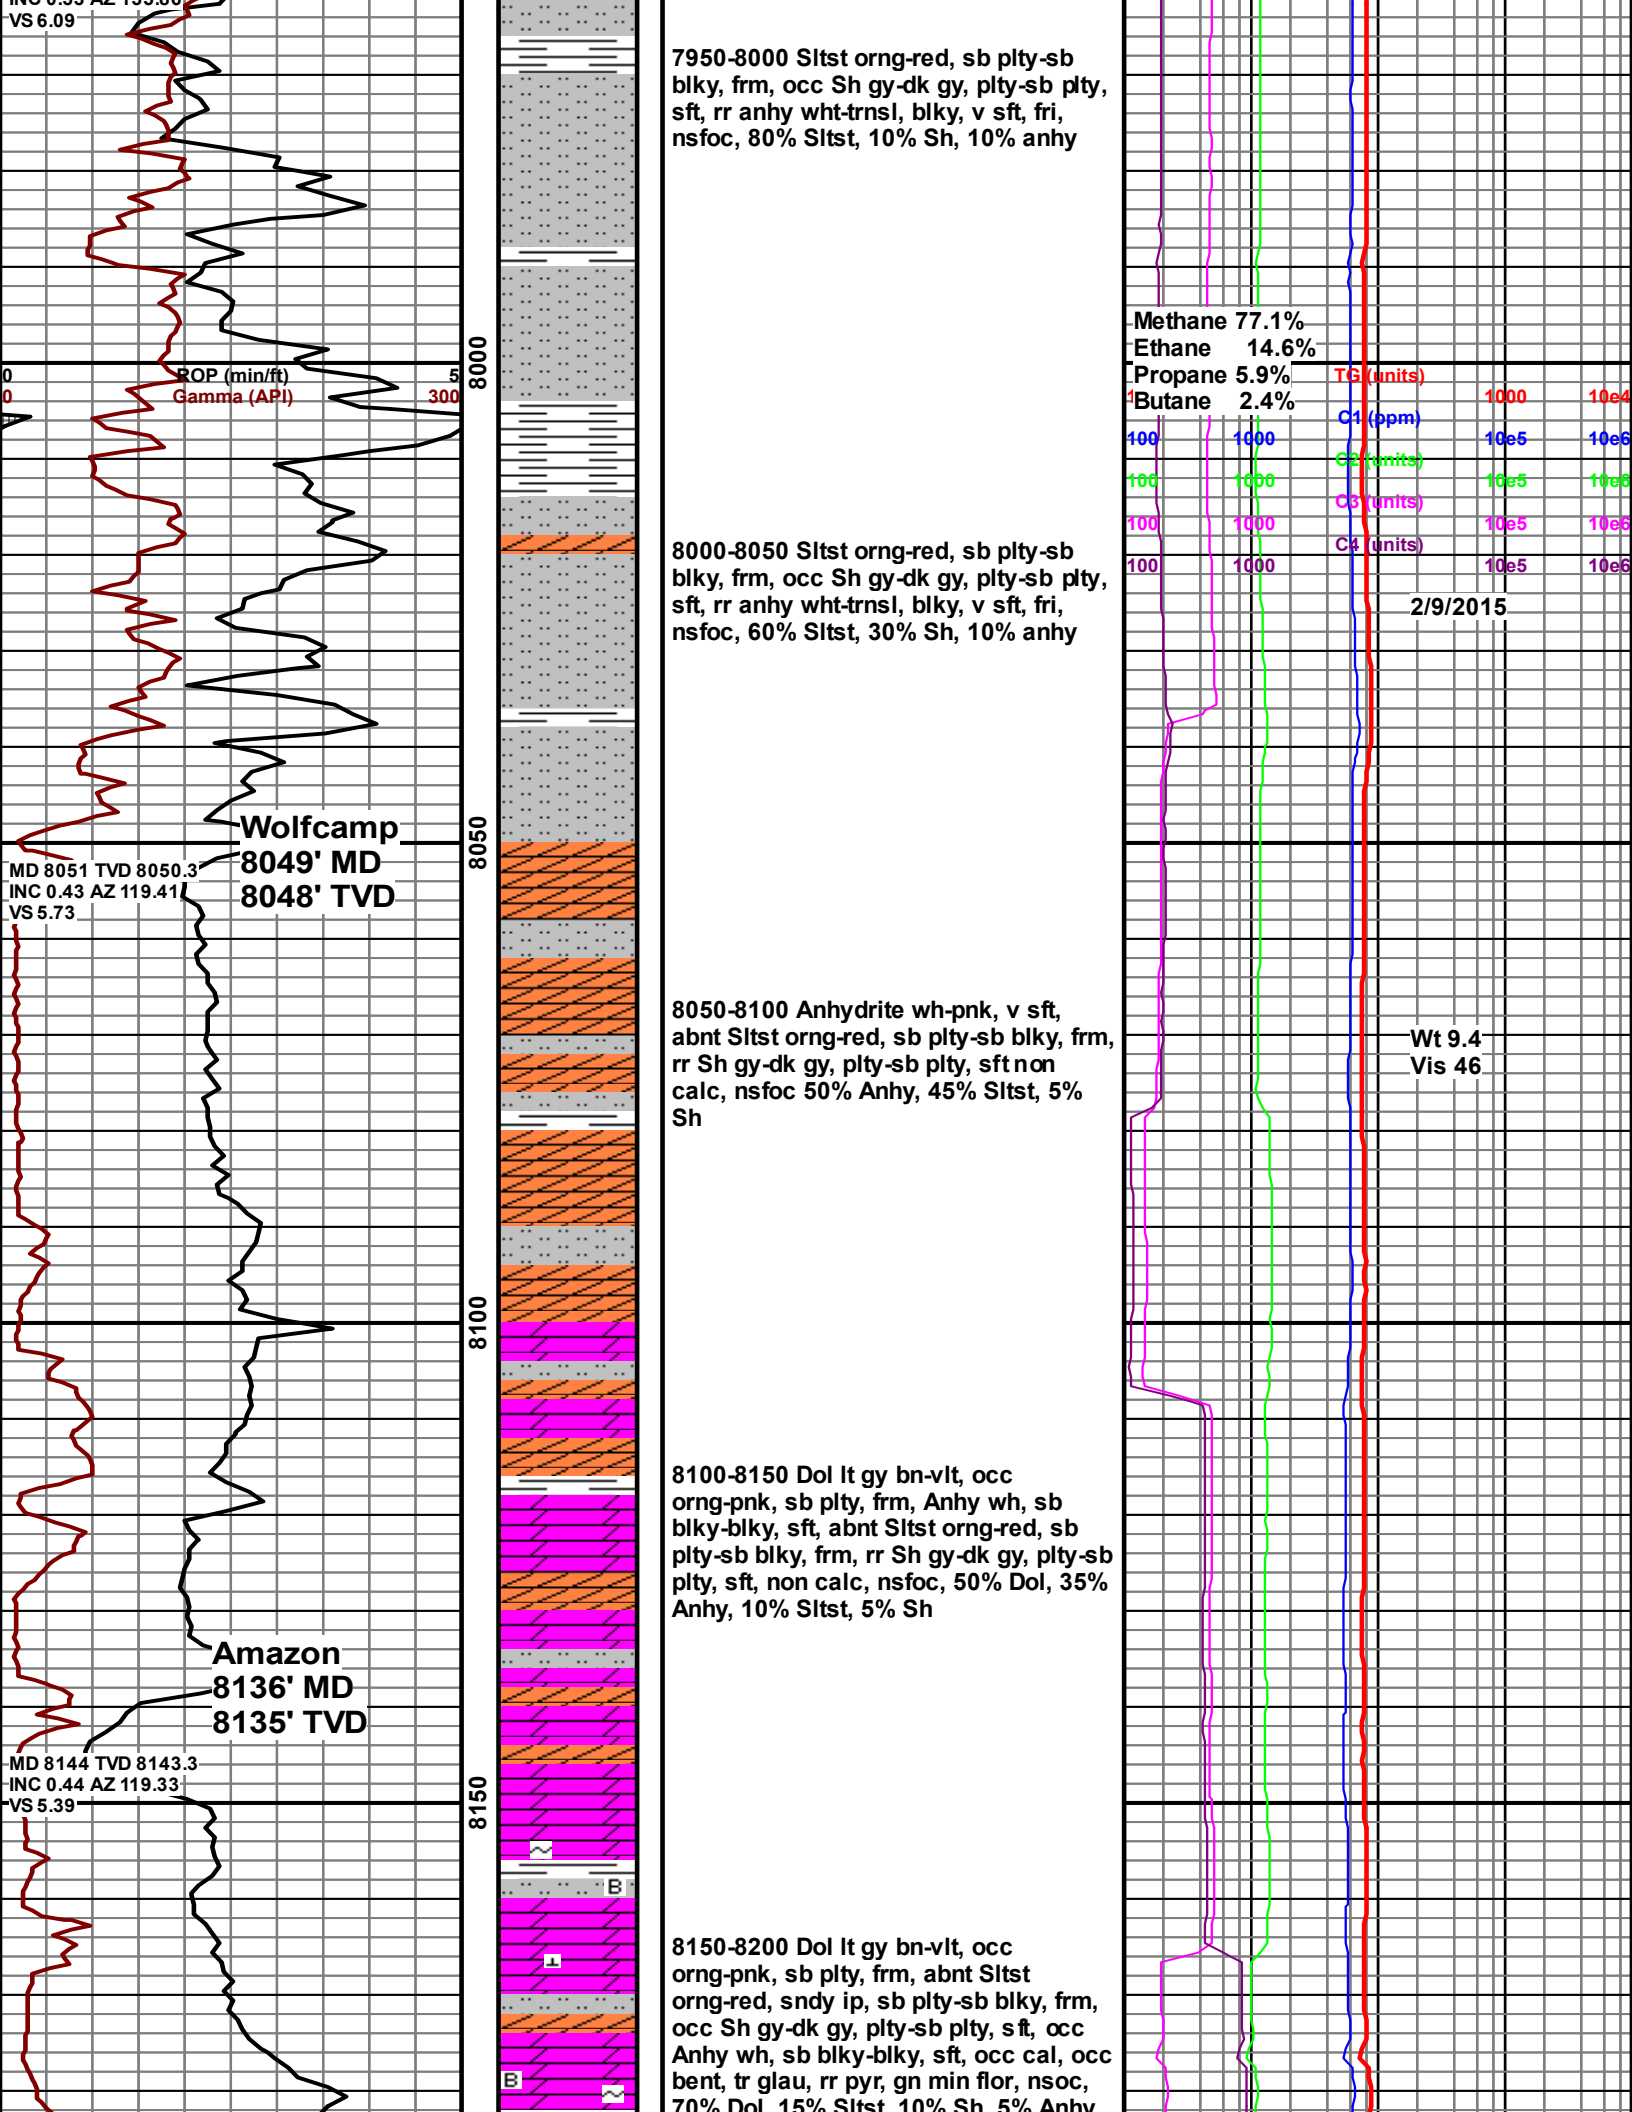 VS 6.09
7950-8000 Sltst orng-red, sb plty-sb
blky, frm, occ Sh gy-dk gy, plty-sb plty,
sft, rr anhy wht-trnsl, blky, v sft, fri,
nsfoc, 80% Sltst, 10% Sh, 10% anhy
Methane 77.1%
Ethane 14.6%
Propane 5.9%
Butane 2.4%
8000
0 ROP (min/ft) 5
0 Gamma (API) 300
TG (units)
1 1000 10e4
C1 (ppm)
100 1000 10e5 10e6
C2 (units)
100 1000 10e5 10e6
C3 (units)
100 1000 10e5 10e6
C4 (units)
100 1000 10e5 10e6
2/9/2015
8000-8050 Sltst orng-red, sb plty-sb
blky, frm, occ Sh gy-dk gy, plty-sb plty,
sft, rr anhy wht-trnsl, blky, v sft, fri,
nsfoc, 60% Sltst, 30% Sh, 10% anhy
Wolfcamp
8049' MD
8048' TVD
8050
MD 8051 TVD 8050.3
INC 0.43 AZ 119.41
VS 5.73
8050-8100 Anhydrite wh-pnk, v sft,
abnt Sltst orng-red, sb plty-sb blky, frm,
rr Sh gy-dk gy, plty-sb plty, sft non
calc, nsfoc 50% Anhy, 45% Sltst, 5%
Sh
Wt 9.4
Vis 46
8100
8100-8150 Dol lt gy bn-vlt, occ
orng-pnk, sb plty, frm, Anhy wh, sb
blky-blky, sft, abnt Sltst orng-red, sb
plty-sb blky, frm, rr Sh gy-dk gy, plty-sb
plty, sft, non calc, nsfoc, 50% Dol, 35%
Anhy, 10% Sltst, 5% Sh
Amazon
8136' MD
8135' TVD
MD 8144 TVD 8143.3
INC 0.44 AZ 119.33
VS 5.39
8150
B
8150-8200 Dol lt gy bn-vlt, occ
orng-pnk, sb plty, frm, abnt Sltst
orng-red, sndy ip, sb plty-sb blky, frm,
occ Sh gy-dk gy, plty-sb plty, sft, occ
Anhy wh, sb blky-blky, sft, occ cal, occ
bent, tr glau, rr pyr, gn min flor, nsoc,
70% Dol, 15% Sltst, 10% Sh, 5% Anhy
B